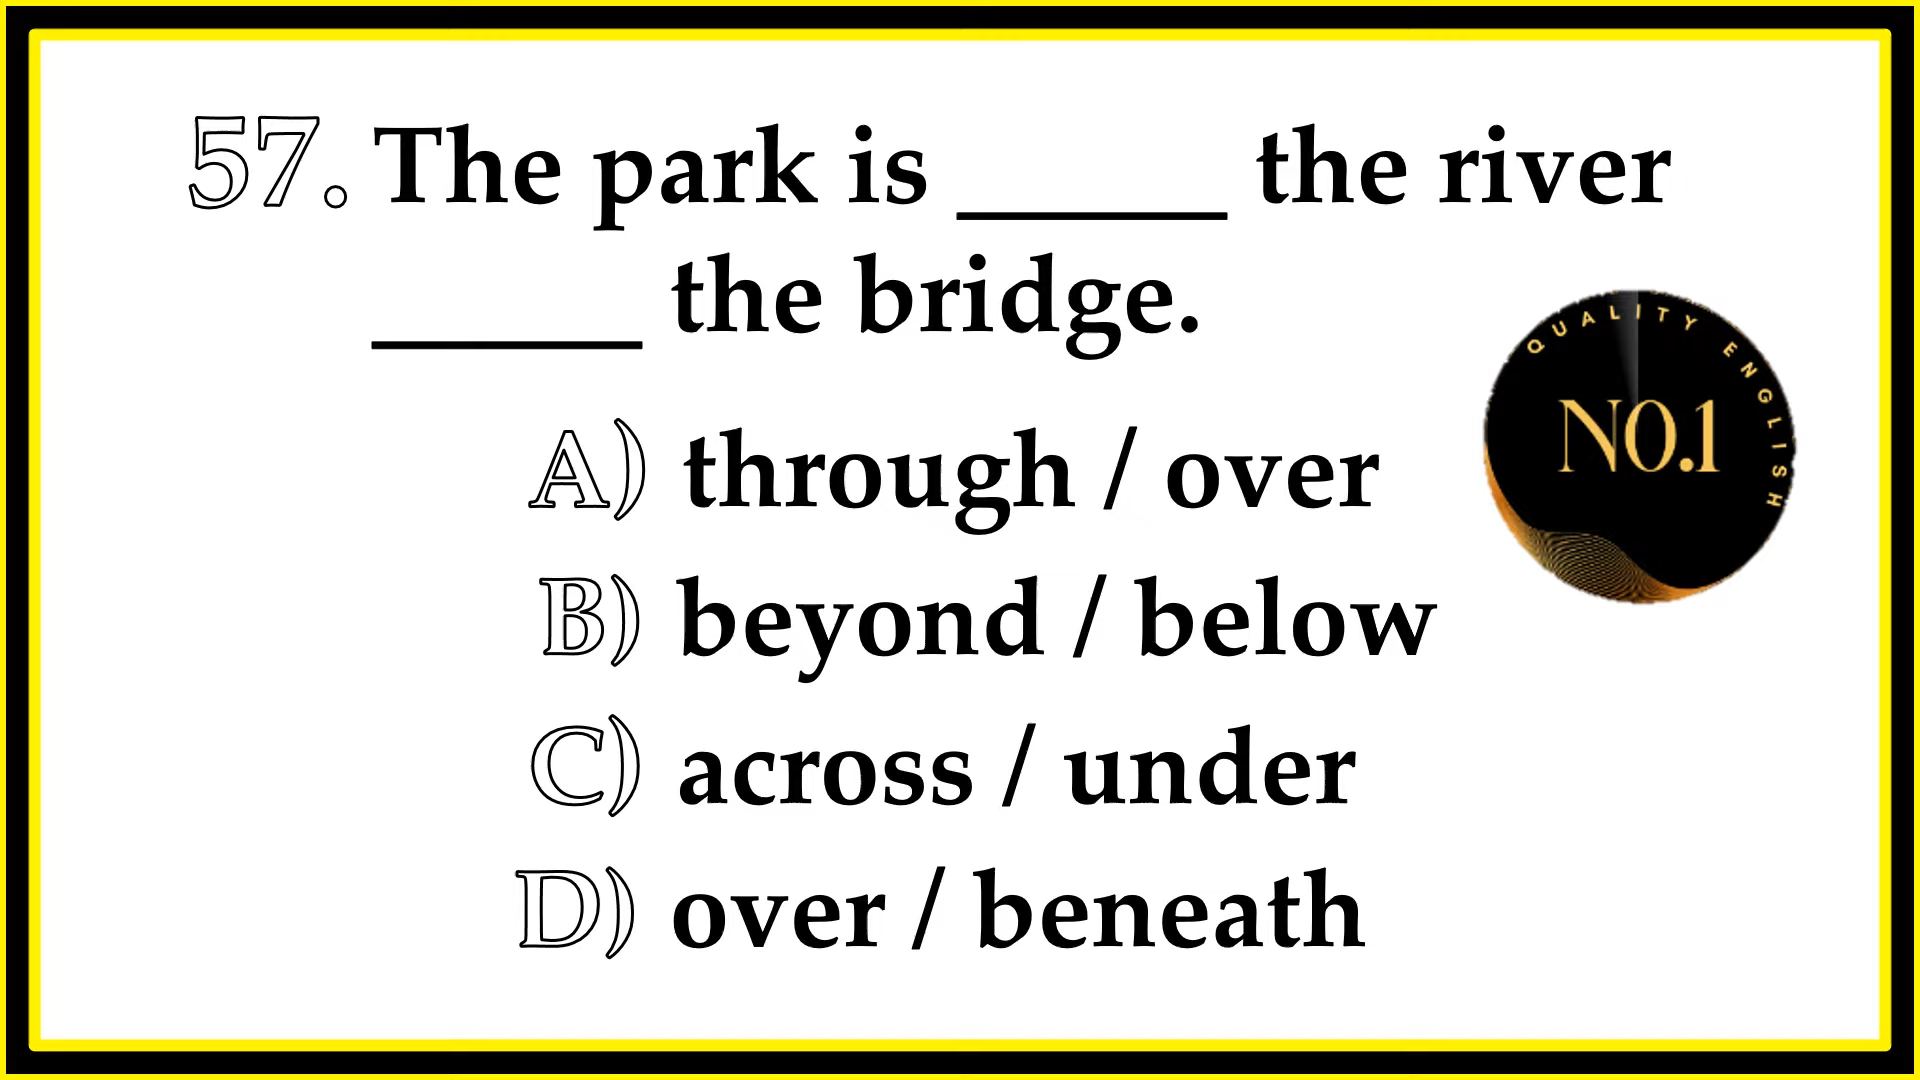 57. The park is _____ the river
_____ the bridge.
QUALITY ENGLISH
NO.1
A) through / over
B) beyond / below
C) across / under
D) over / beneath